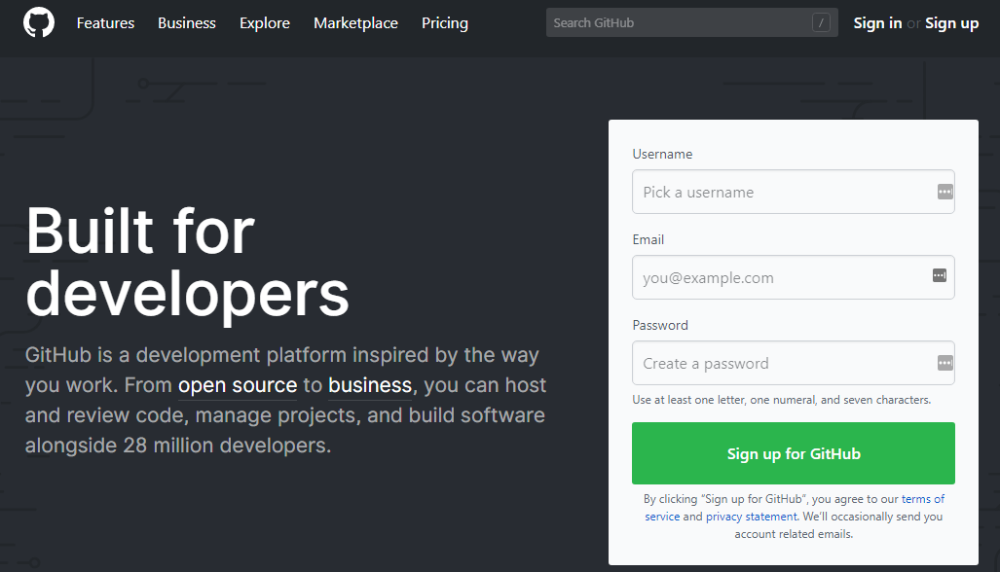 Features Business Explore Marketplace Pricing Search GitHub / Sign in or Sign up
Built for
developers
GitHub is a development platform inspired by the way
you work. From open source to business, you can host
and review code, manage projects, and build software
alongside 28 million developers.
Username
Pick a username
Email
you@example.com
Password
Create a password
Use at least one letter, one numeral, and seven characters.
Sign up for GitHub
By clicking “Sign up for GitHub”, you agree to our terms of
service and privacy statement. We’ll occasionally send you
account related emails.